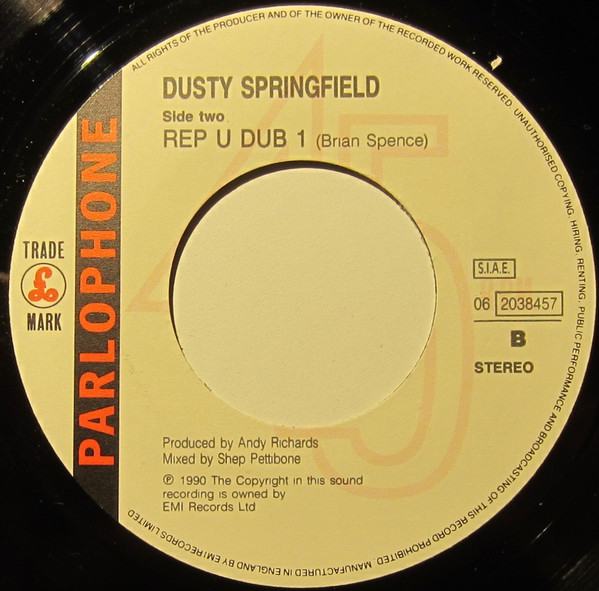 ALL RIGHTS OF THE PRODUCER AND OF THE OWNER OF THE RECORDED WORK RESERVED. UNAUTHORISED COPYING, HIRING, RENTING, PUBLIC PERFORMANCE AND BROADCASTING OF THIS RECORD PROHIBITED. MANUFACTURED IN ENGLAND BY EMI RECORDS LIMITED
PARLOPHONE
TRADE
£
MARK
45
DUSTY SPRINGFIELD
Side two
REP U DUB 1 (Brian Spence)
S.I.A.E.
06 2038457
B
STEREO
Produced by Andy Richards
Mixed by Shep Pettibone
℗ 1990 The Copyright in this sound
recording is owned by
EMI Records Ltd